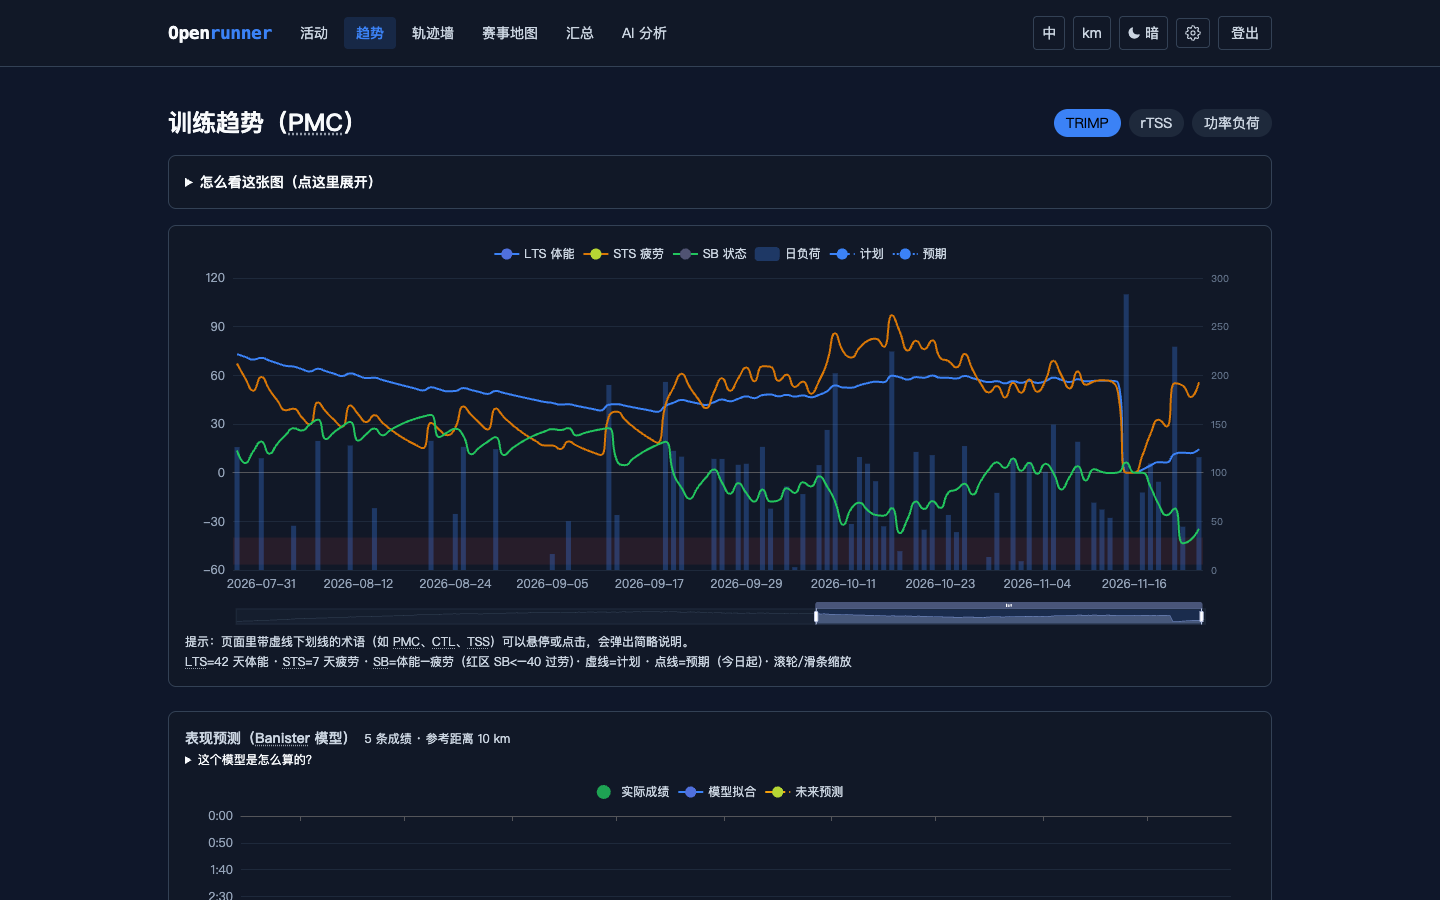 Openrunner 活动 趋势 轨迹墙 赛事地图 汇总 AI 分析 中 km 暗 登出
训练趋势（PMC） TRIMP rTSS 功率负荷
▶ 怎么看这张图（点这里展开）
LTS 体能 STS 疲劳 SB 状态 日负荷 计划 预期
120 300
90 250
60 200
30 150
0 100
−30 50
−60 0
2026-07-31 2026-08-12 2026-08-24 2026-09-05 2026-09-17 2026-09-29 2026-10-11 2026-10-23 2026-11-04 2026-11-16
提示：页面里带虚线下划线的术语（如 PMC、CTL、TSS）可以悬停或点击，会弹出简略说明。
LTS=42 天体能 · STS=7 天疲劳 · SB=体能−疲劳（红区 SB<−40 过劳）· 虚线=计划 · 点线=预期（今日起）· 滚轮/滑条缩放
表现预测（Banister 模型） 5 条成绩 · 参考距离 10 km
▶ 这个模型是怎么算的？
实际成绩 模型拟合 未来预测
0:00
0:50
1:40
2:30